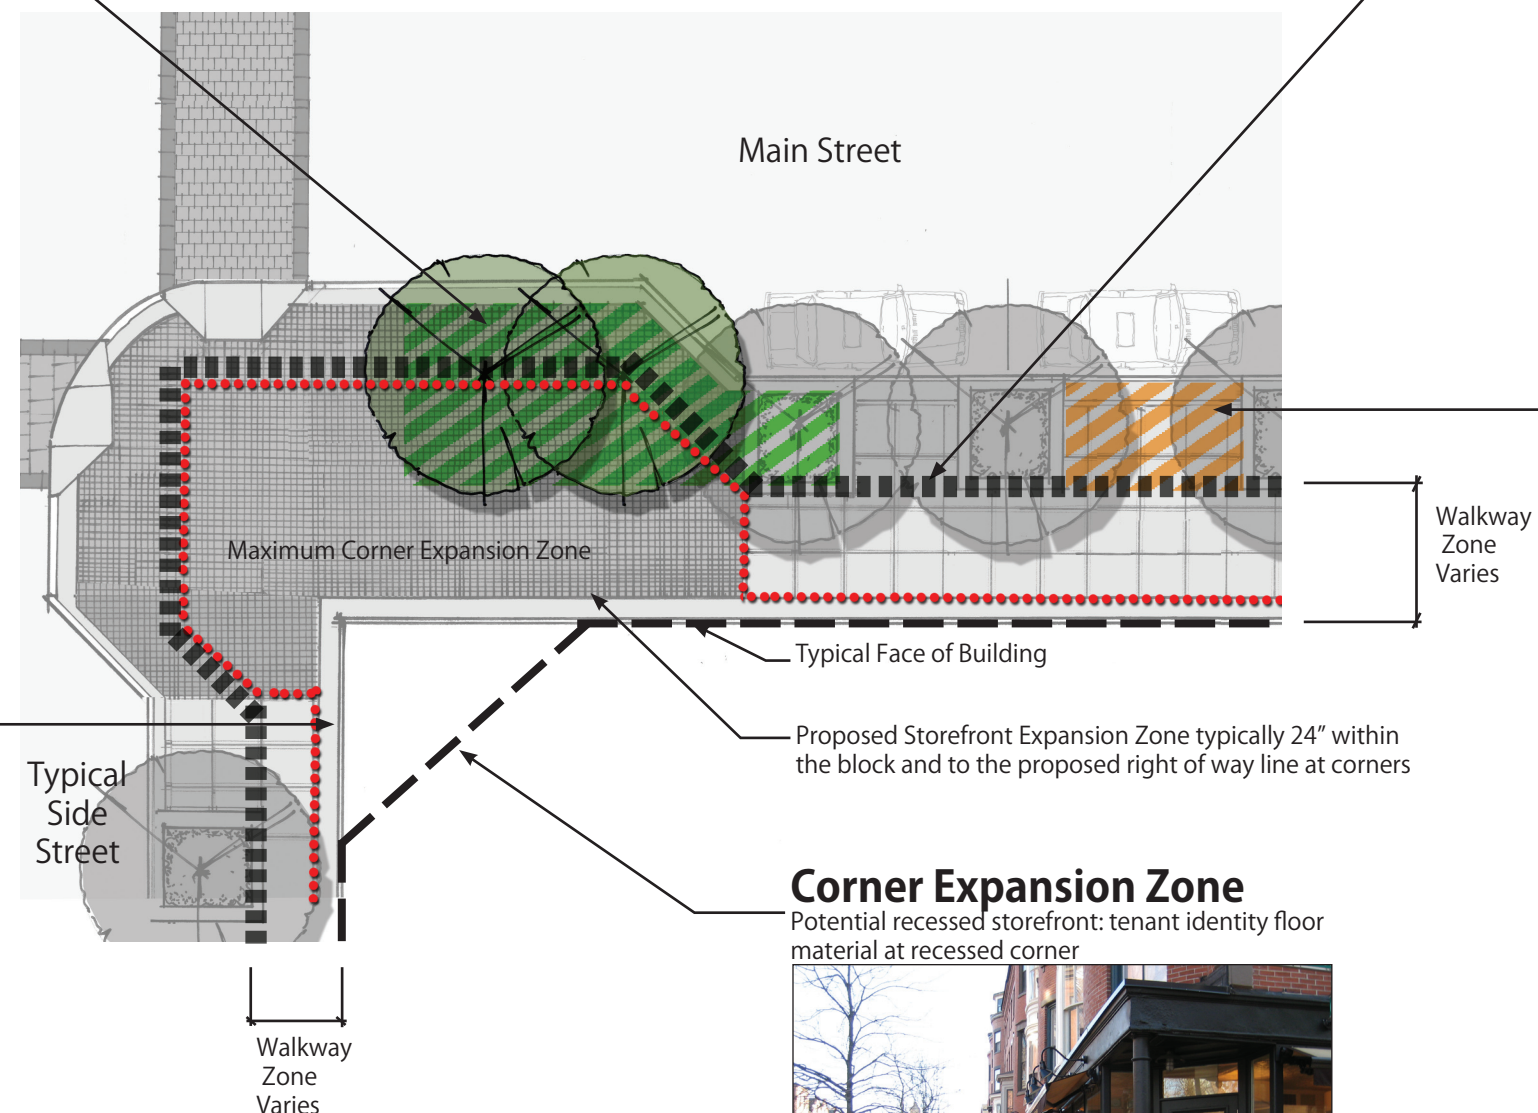 Main Street
Maximum Corner Expansion Zone
Walkway
Zone
Varies
Typical Face of Building
Proposed Storefront Expansion Zone typically 24” within
the block and to the proposed right of way line at corners
Typical
Side
Street
Corner Expansion Zone
Potential recessed storefront: tenant identity floor
material at recessed corner
Walkway
Zone
Varies